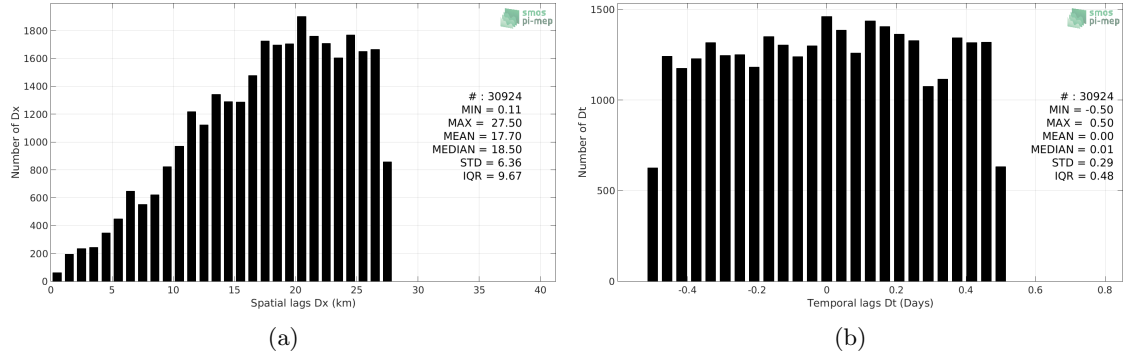 smos
pi-mep
1800
1600
1400
1200
1000
800
600
400
200
0
Number of Dx
# : 30924
MIN = 0.11
MAX = 27.50
MEAN = 17.70
MEDIAN = 18.50
STD = 6.36
IQR = 9.67
0 5 10 15 20 25 30 35 40
Spatial lags Dx (km)
(a)
smos
pi-mep
1500
1000
500
0
Number of Dt
# : 30924
MIN = -0.50
MAX = 0.50
MEAN = 0.00
MEDIAN = 0.01
STD = 0.29
IQR = 0.48
-0.4 -0.2 0 0.2 0.4 0.6 0.8
Temporal lags Dt (Days)
(b)